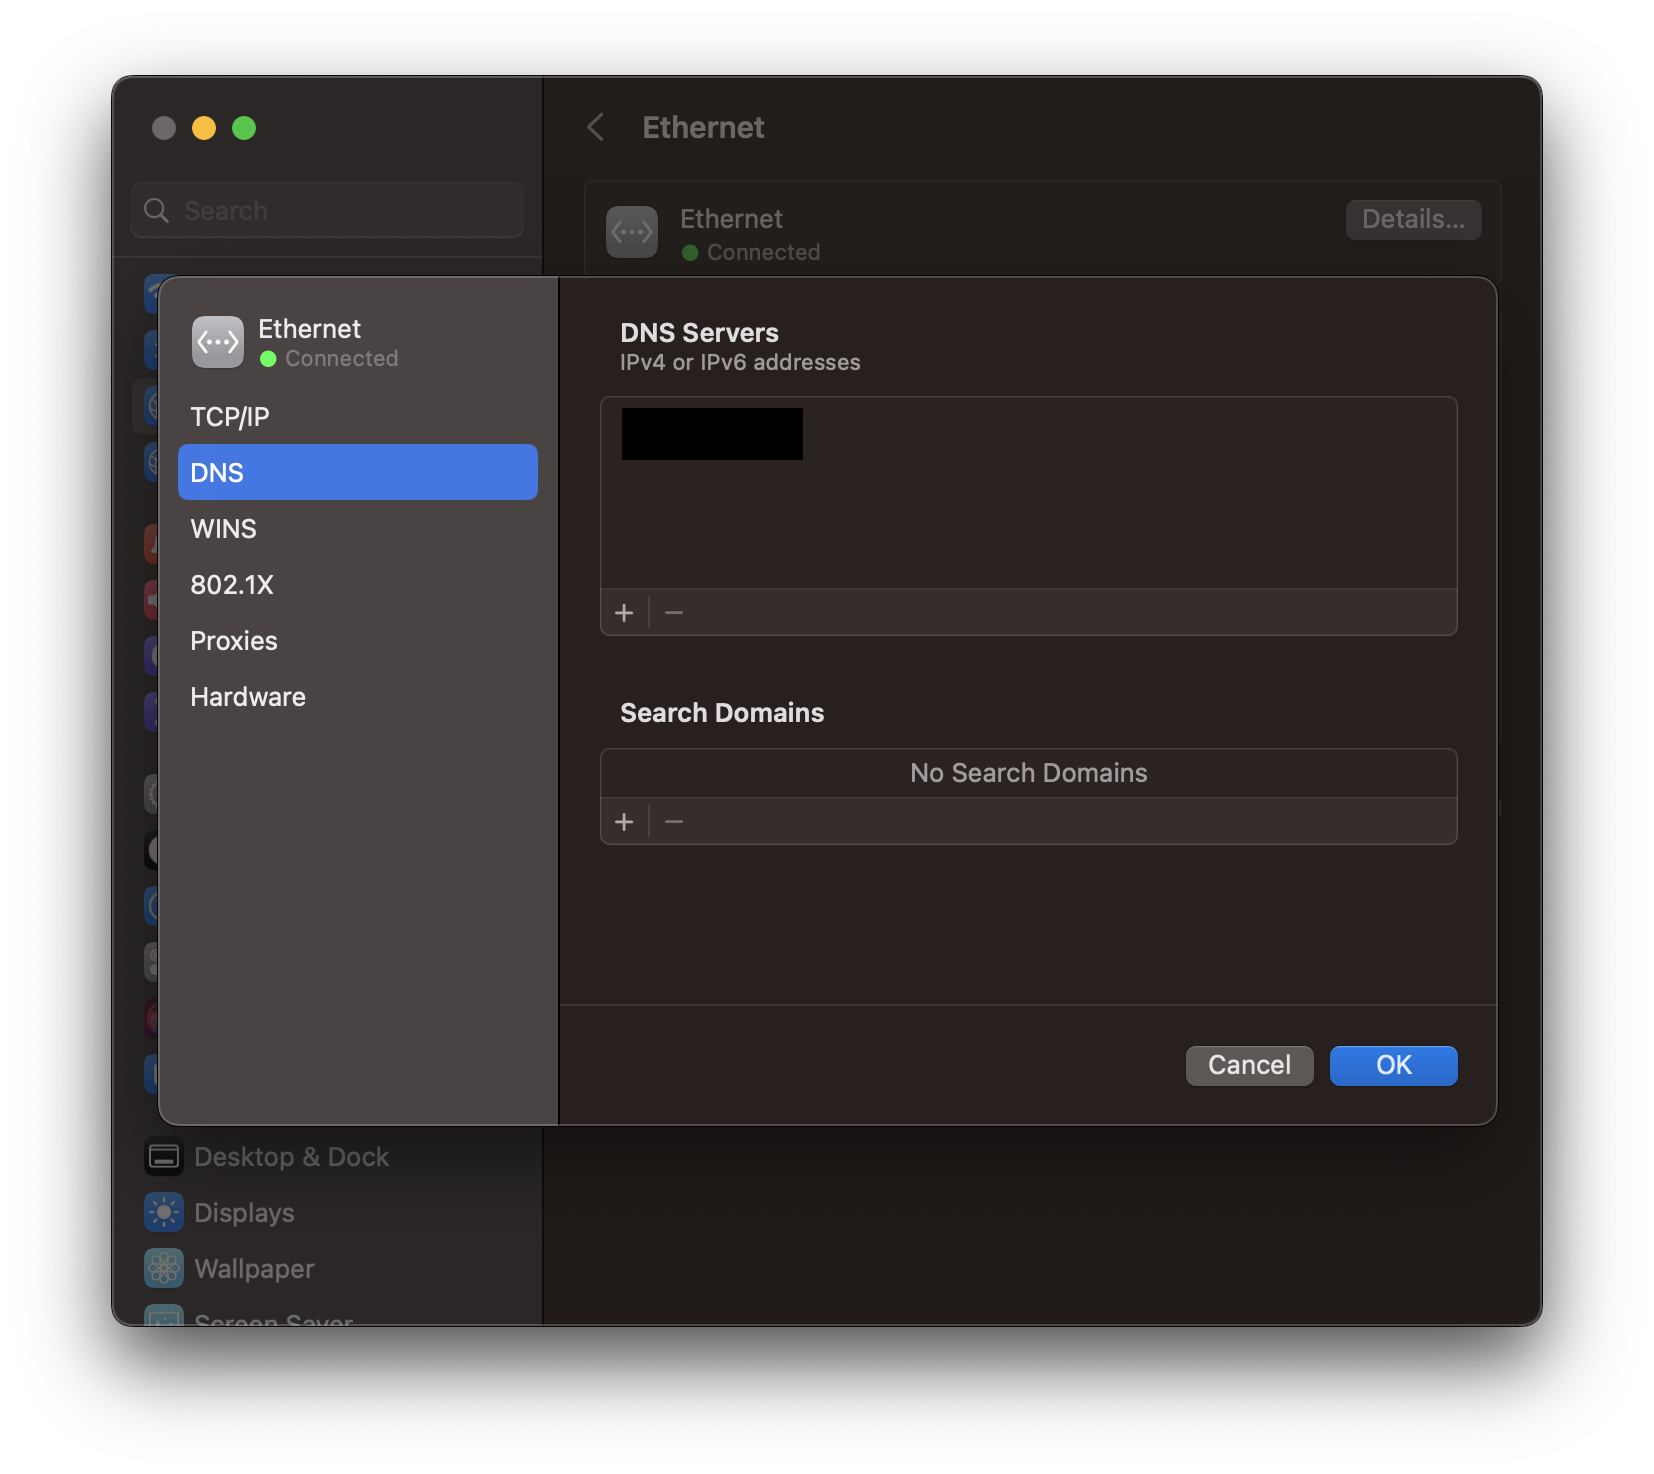 Ethernet
Search
Ethernet
Connected
Details...
Ethernet
Connected
TCP/IP
DNS
WINS
802.1X
Proxies
Hardware
DNS Servers
IPv4 or IPv6 addresses
Search Domains
No Search Domains
Cancel
OK
Desktop & Dock
Displays
Wallpaper
Screen Saver